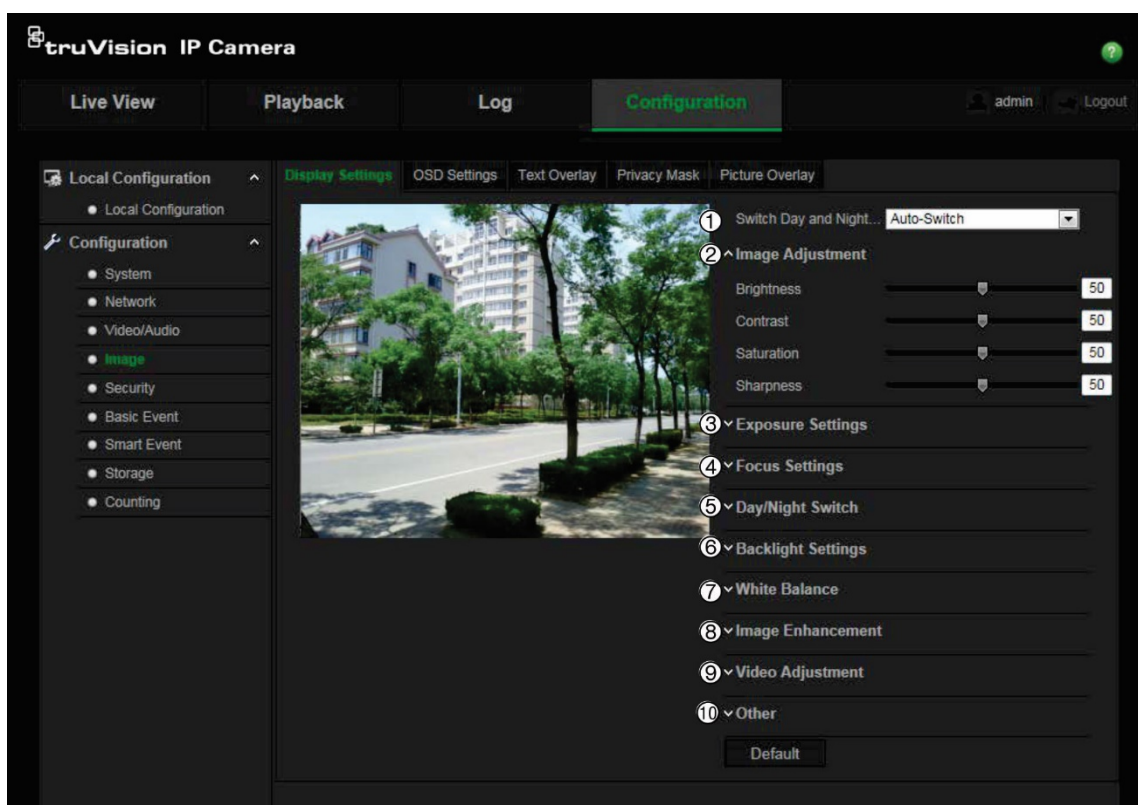 truVision IP Camera
?
Live View Playback Log Configuration admin Logout
Local Configuration
Local Configuration
Configuration
System
Network
Video/Audio
Image
Security
Basic Event
Smart Event
Storage
Counting
Display Settings OSD Settings Text Overlay Privacy Mask Picture Overlay
1 Switch Day and Night... Auto-Switch
2 Image Adjustment
Brightness 50
Contrast 50
Saturation 50
Sharpness 50
3 Exposure Settings
4 Focus Settings
5 Day/Night Switch
6 Backlight Settings
7 White Balance
8 Image Enhancement
9 Video Adjustment
10 Other
Default